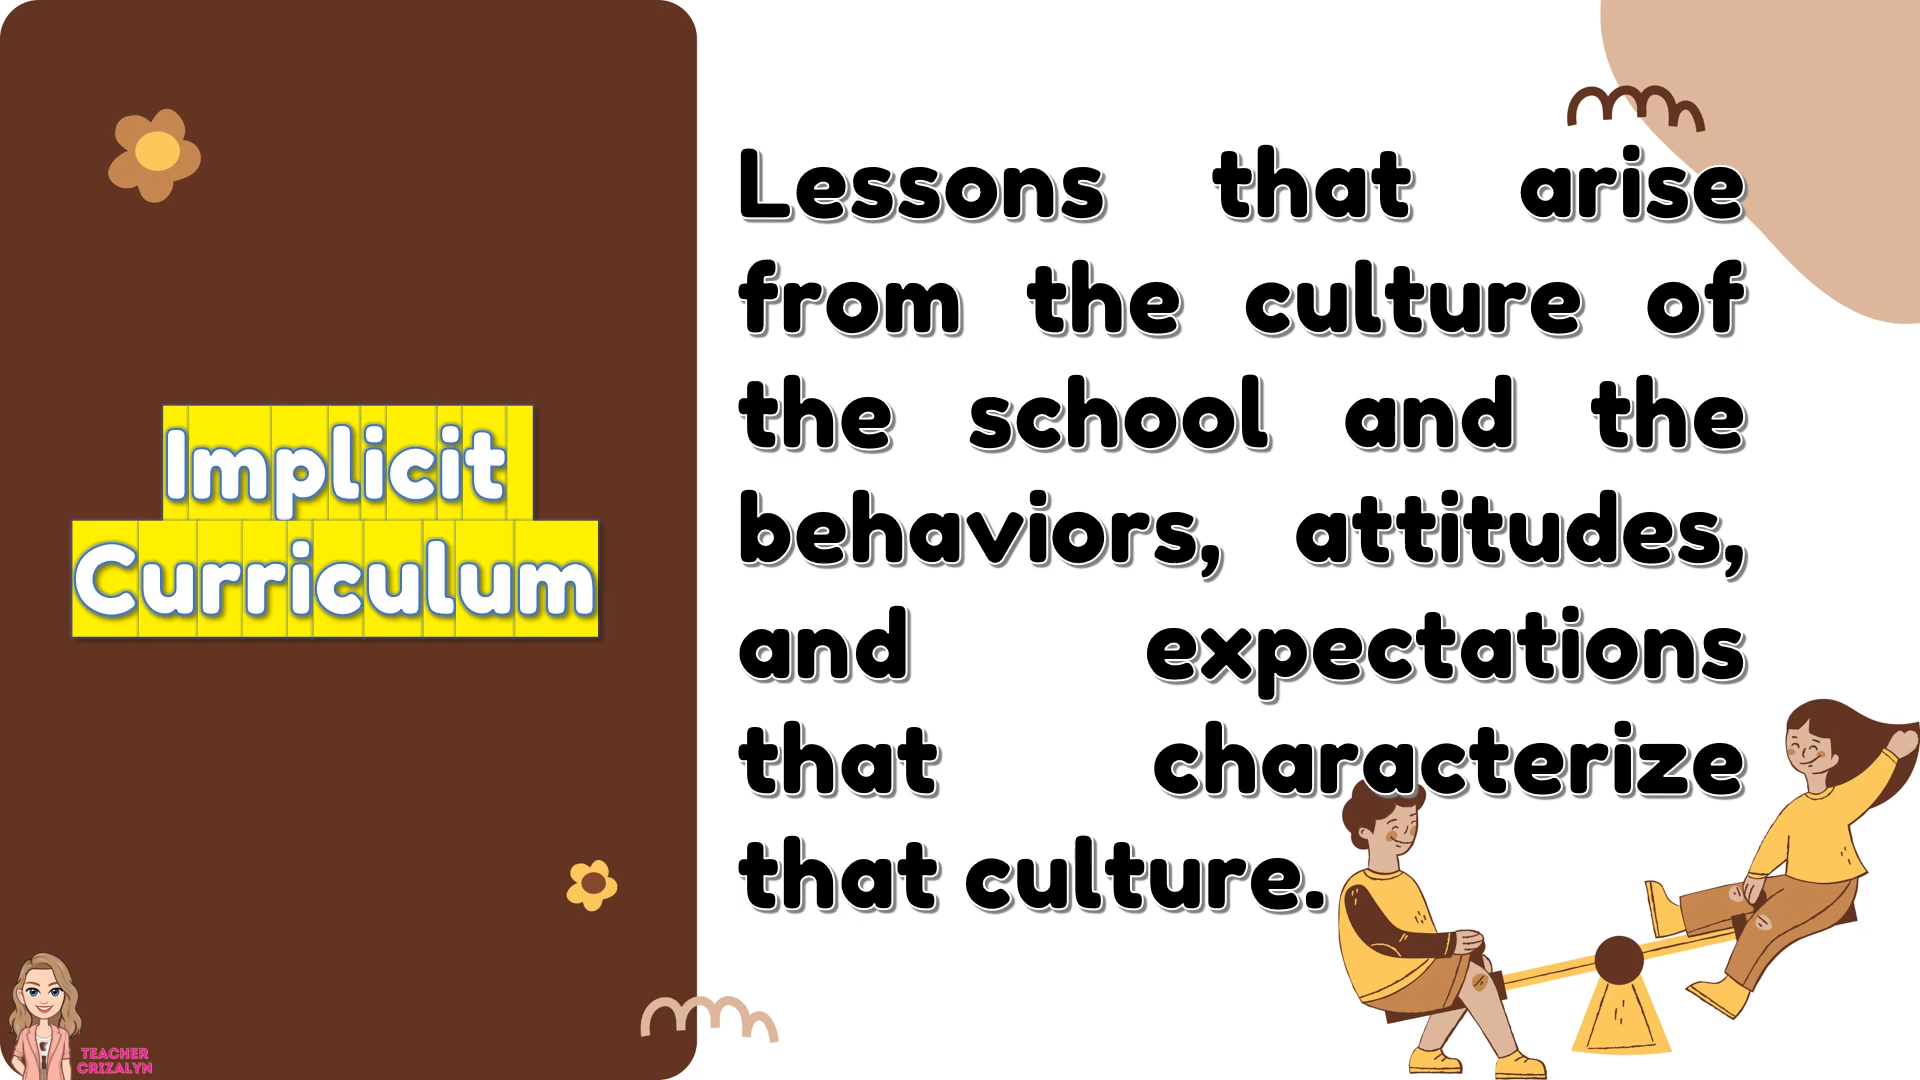 Implicit
Curriculum
Lessons that arise
from the culture of
the school and the
behaviors, attitudes,
and expectations
that characterize
that culture.
TEACHER
CRIZALYN